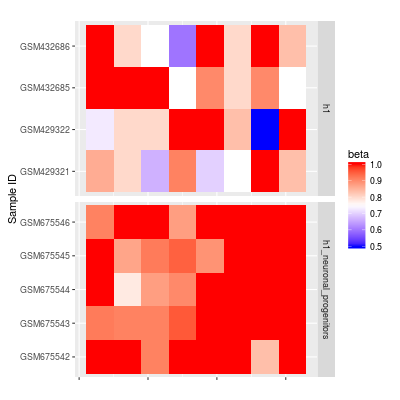 GSM432686
GSM432685
GSM429322
GSM429321
h1
GSM675546
GSM675545
GSM675544
GSM675543
GSM675542
h1_neuronal_progenitors
Sample ID
beta
1.0
0.9
0.8
0.7
0.6
0.5